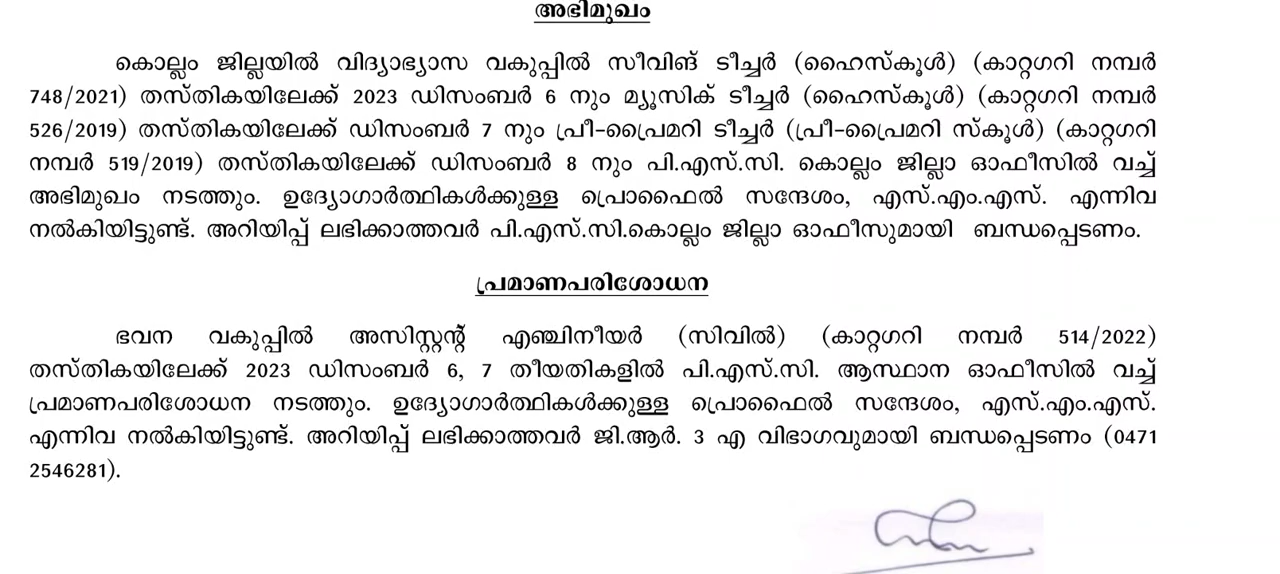 അഭിമുഖം
കൊല്ലം ജില്ലയിൽ വിദ്യാഭ്യാസ വകുപ്പിൽ സീവിങ് ടീച്ചർ (ഹൈസ്കൂൾ) (കാറ്റഗറി നമ്പർ
748/2021) തസ്തികയിലേക്ക് 2023 ഡിസംബർ 6 നും മ്യൂസിക് ടീച്ചർ (ഹൈസ്കൂൾ) (കാറ്റഗറി നമ്പർ
526/2019) തസ്തികയിലേക്ക് ഡിസംബർ 7 നും പ്രീ-പ്രൈമറി ടീച്ചർ (പ്രീ-പ്രൈമറി സ്കൂൾ) (കാറ്റഗറി
നമ്പർ 519/2019) തസ്തികയിലേക്ക് ഡിസംബർ 8 നും പി.എസ്.സി. കൊല്ലം ജില്ലാ ഓഫീസിൽ വച്ച്
അഭിമുഖം നടത്തും. ഉദ്യോഗാർത്ഥികൾക്കുള്ള പ്രൊഫൈൽ സന്ദേശം, എസ്.എം.എസ്. എന്നിവ
നൽകിയിട്ടുണ്ട്. അറിയിപ്പ് ലഭിക്കാത്തവർ പി.എസ്.സി.കൊല്ലം ജില്ലാ ഓഫീസുമായി ബന്ധപ്പെടണം.
പ്രമാണപരിശോധന
ഭവന വകുപ്പിൽ അസിസ്റ്റന്റ് എഞ്ചിനീയർ (സിവിൽ) (കാറ്റഗറി നമ്പർ 514/2022)
തസ്തികയിലേക്ക് 2023 ഡിസംബർ 6, 7 തീയതികളിൽ പി.എസ്.സി. ആസ്ഥാന ഓഫീസിൽ വച്ച്
പ്രമാണപരിശോധന നടത്തും. ഉദ്യോഗാർത്ഥികൾക്കുള്ള പ്രൊഫൈൽ സന്ദേശം, എസ്.എം.എസ്.
എന്നിവ നൽകിയിട്ടുണ്ട്. അറിയിപ്പ് ലഭിക്കാത്തവർ ജി.ആർ. 3 എ വിഭാഗവുമായി ബന്ധപ്പെടണം (0471
2546281).